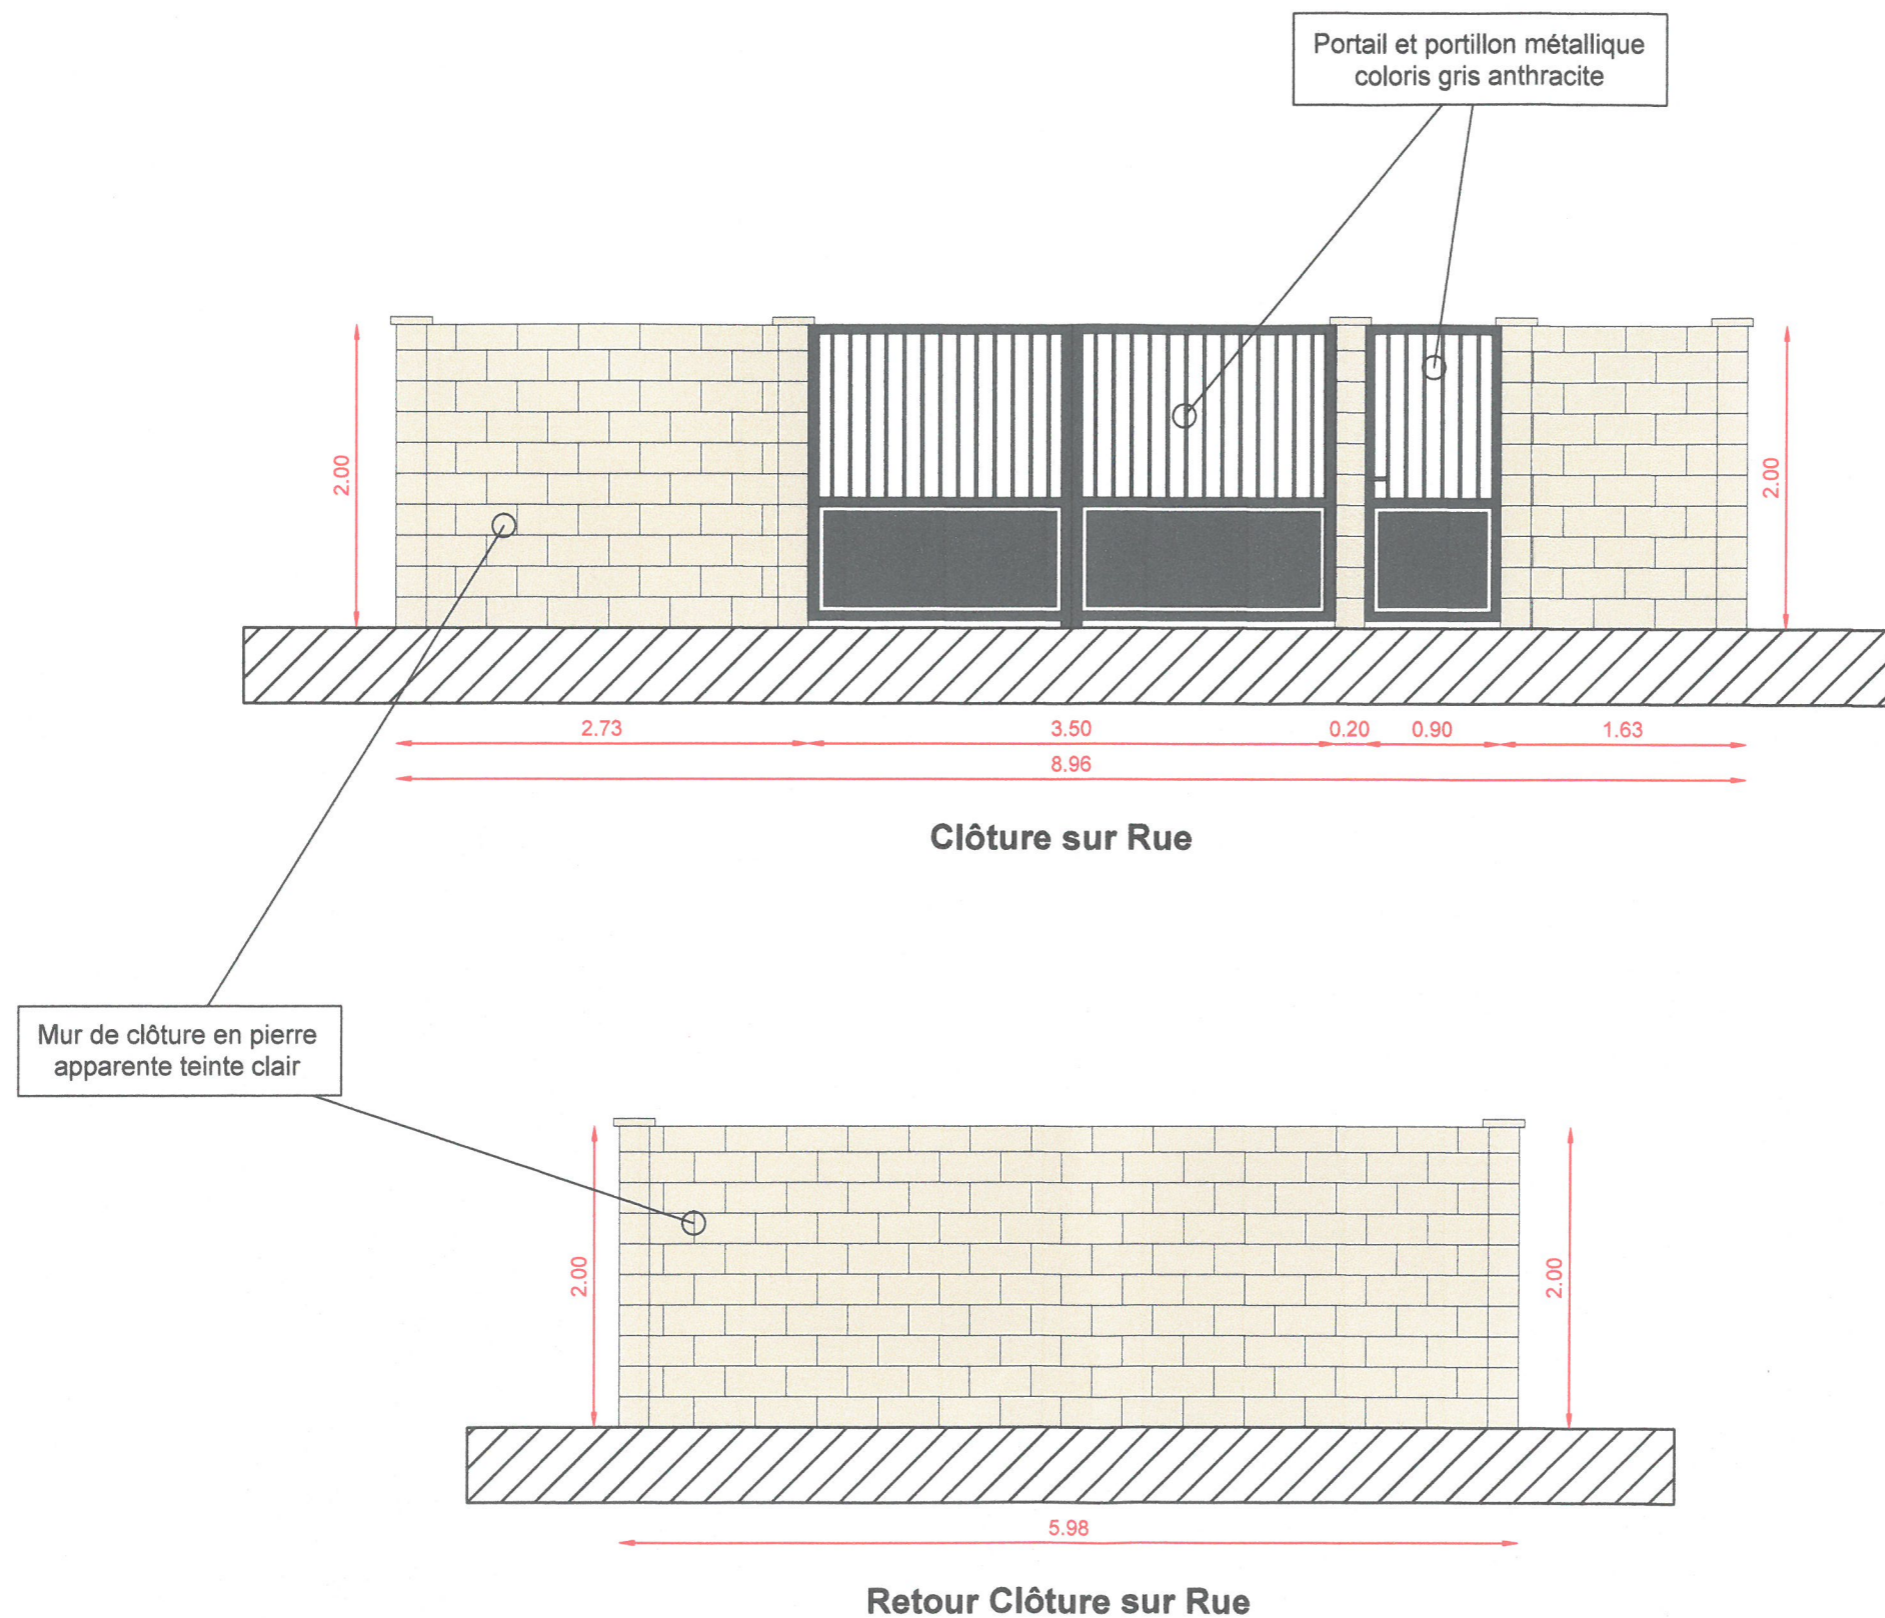 Portail et portillon métallique
coloris gris anthracite
2.00
2.00
2.73
3.50
0.20
0.90
1.63
8.96
Clôture sur Rue
Mur de clôture en pierre
apparente teinte clair
2.00
2.00
5.98
Retour Clôture sur Rue